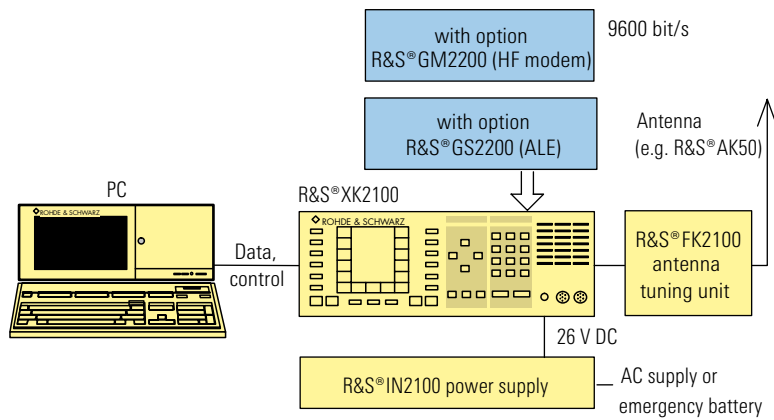 with option
R&S®GM2200 (HF modem)
9600 bit/s
with option
R&S®GS2200 (ALE)
Antenna
(e.g. R&S®AK50)
PC
R&S®XK2100
ROHDE & SCHWARZ
ROHDE & SCHWARZ
Data,
control
R&S®FK2100
antenna
tuning unit
26 V DC
R&S®IN2100 power supply
AC supply or
emergency battery